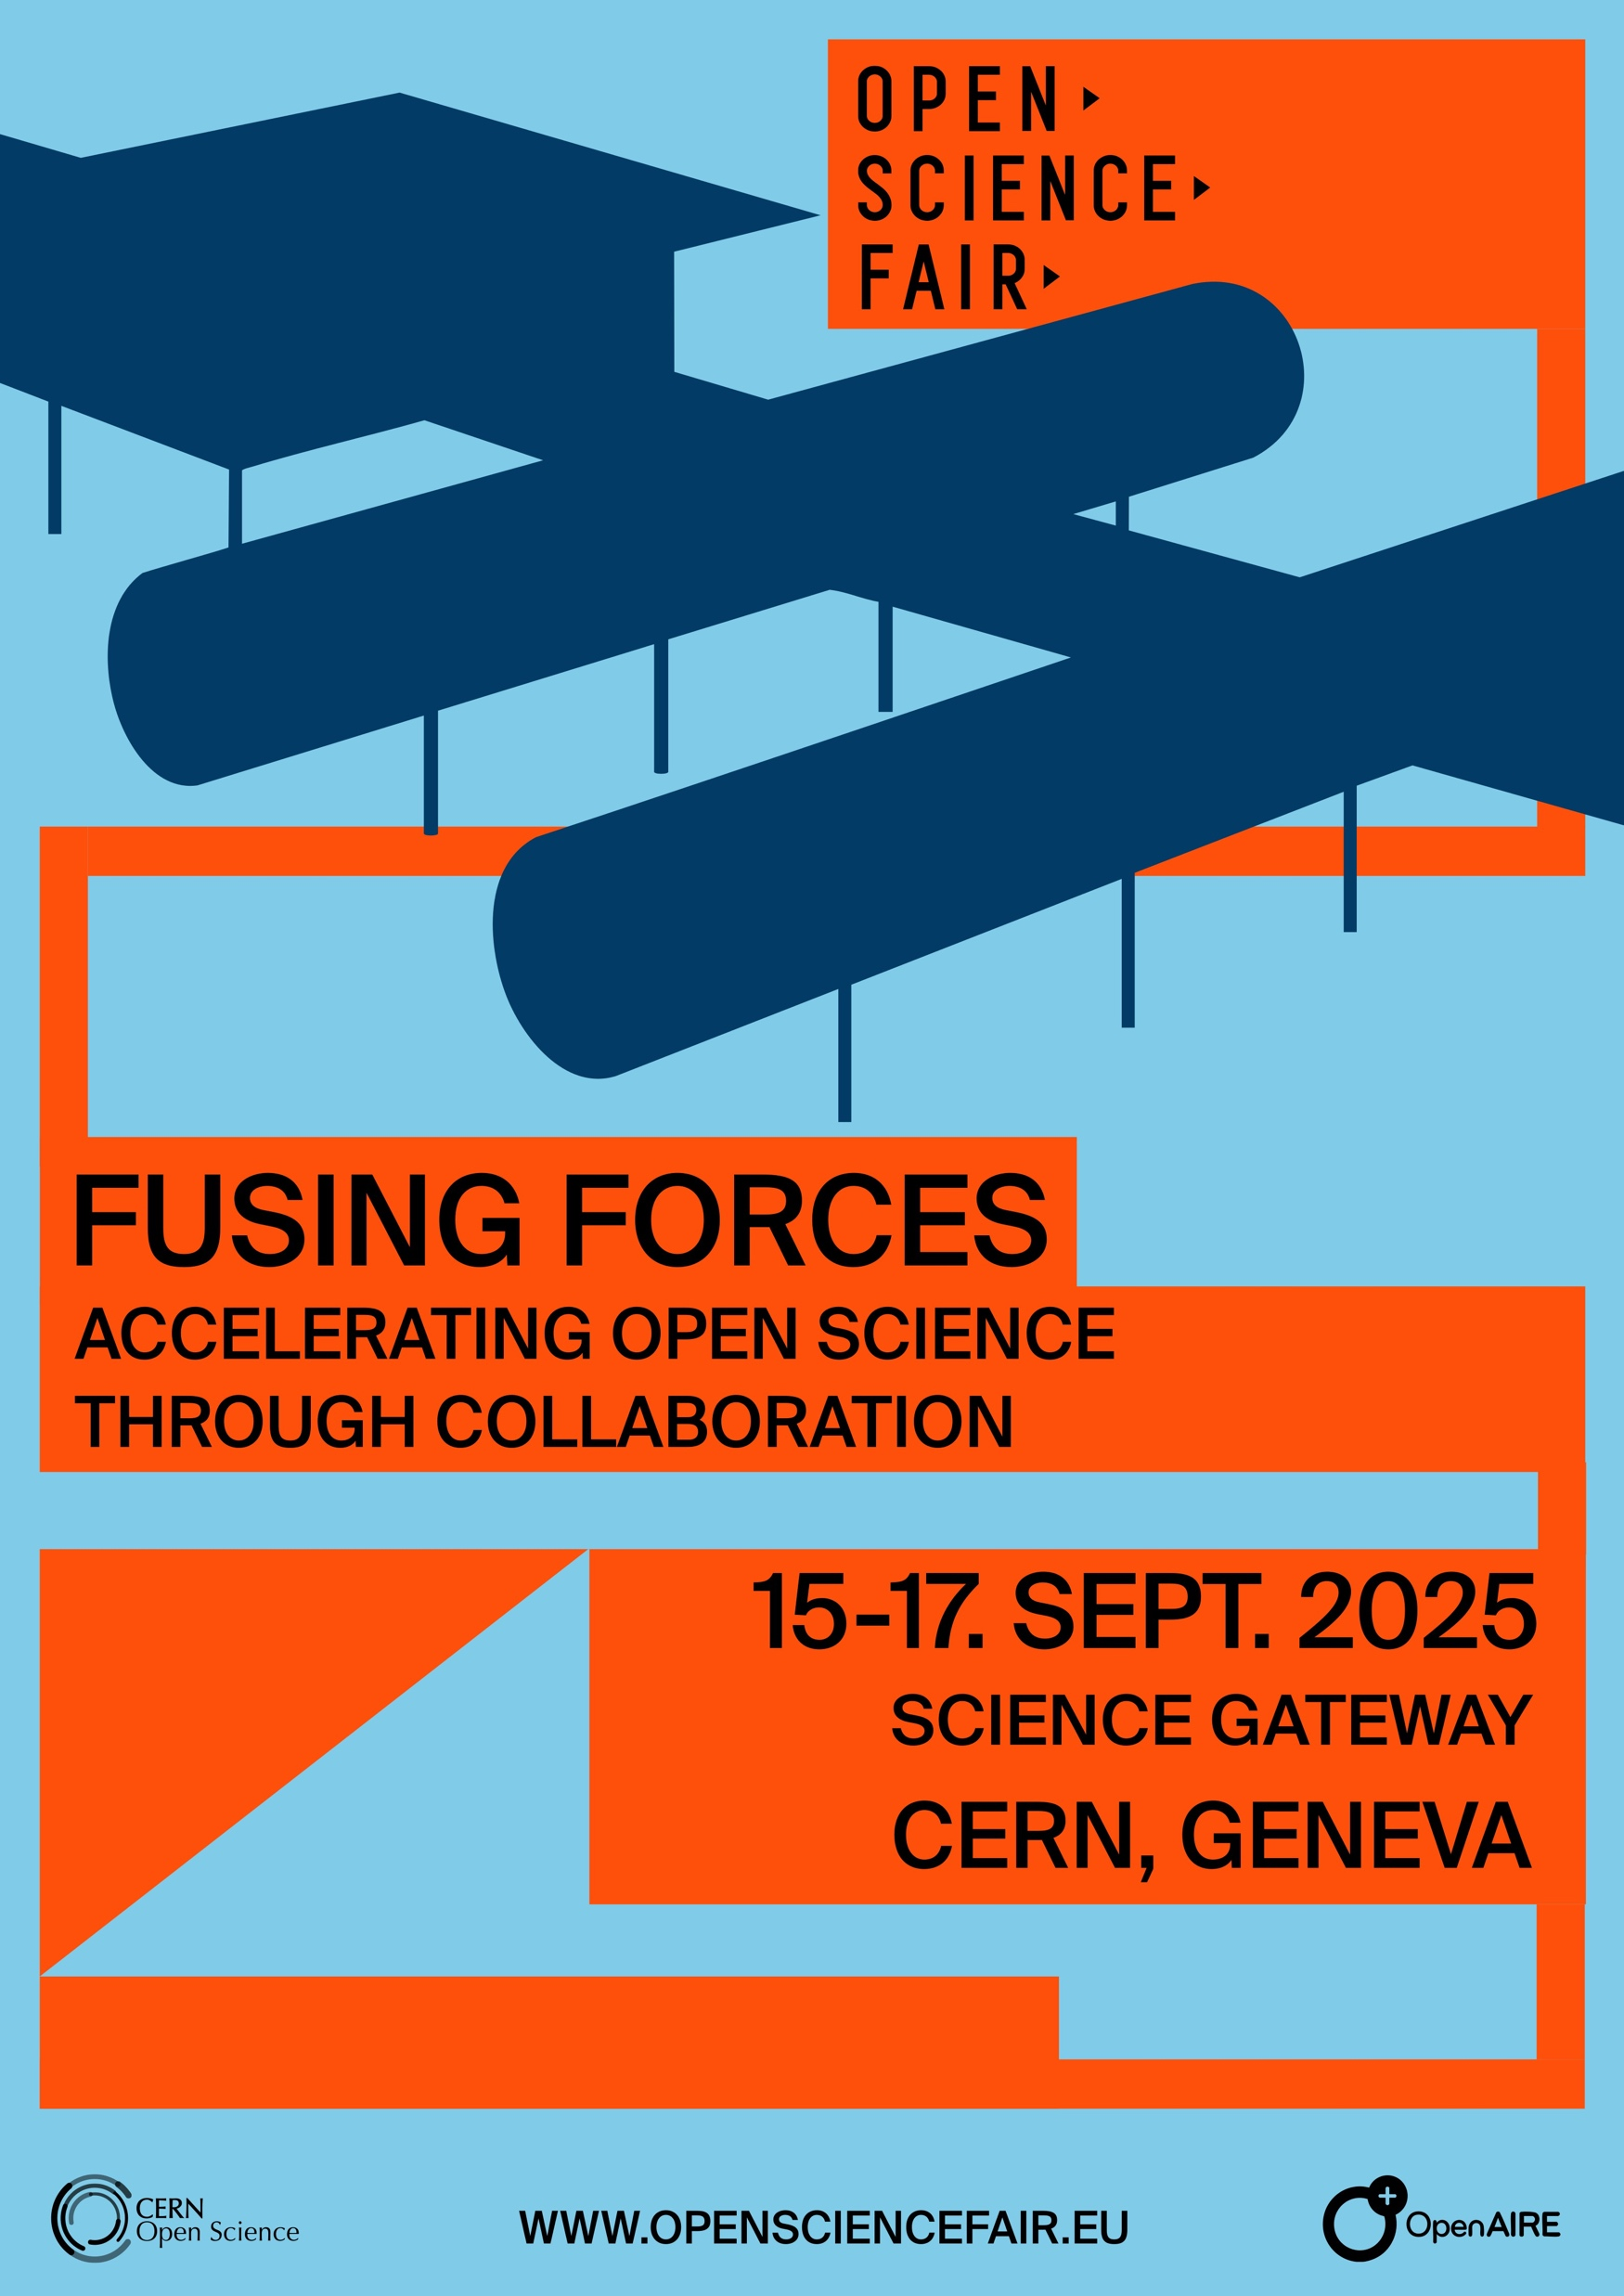 OPEN
SCIENCE
FAIR
FUSING FORCES
ACCELERATING OPEN SCIENCE
THROUGH COLLABORATION
15-17. SEPT. 2025
SCIENCE GATEWAY
CERN, GENEVA
CERN
Open Science
WWW.OPENSCIENCEFAIR.EU
OpenAIRE